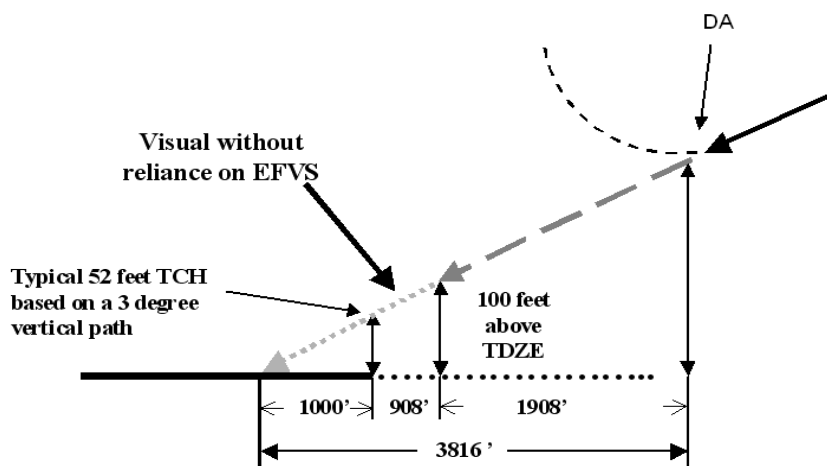 DA
Visual without
reliance on EFVS
Typical 52 feet TCH
based on a 3 degree
vertical path
100 feet
above
TDZE
1000’ 908’ 1908’
3816 ’